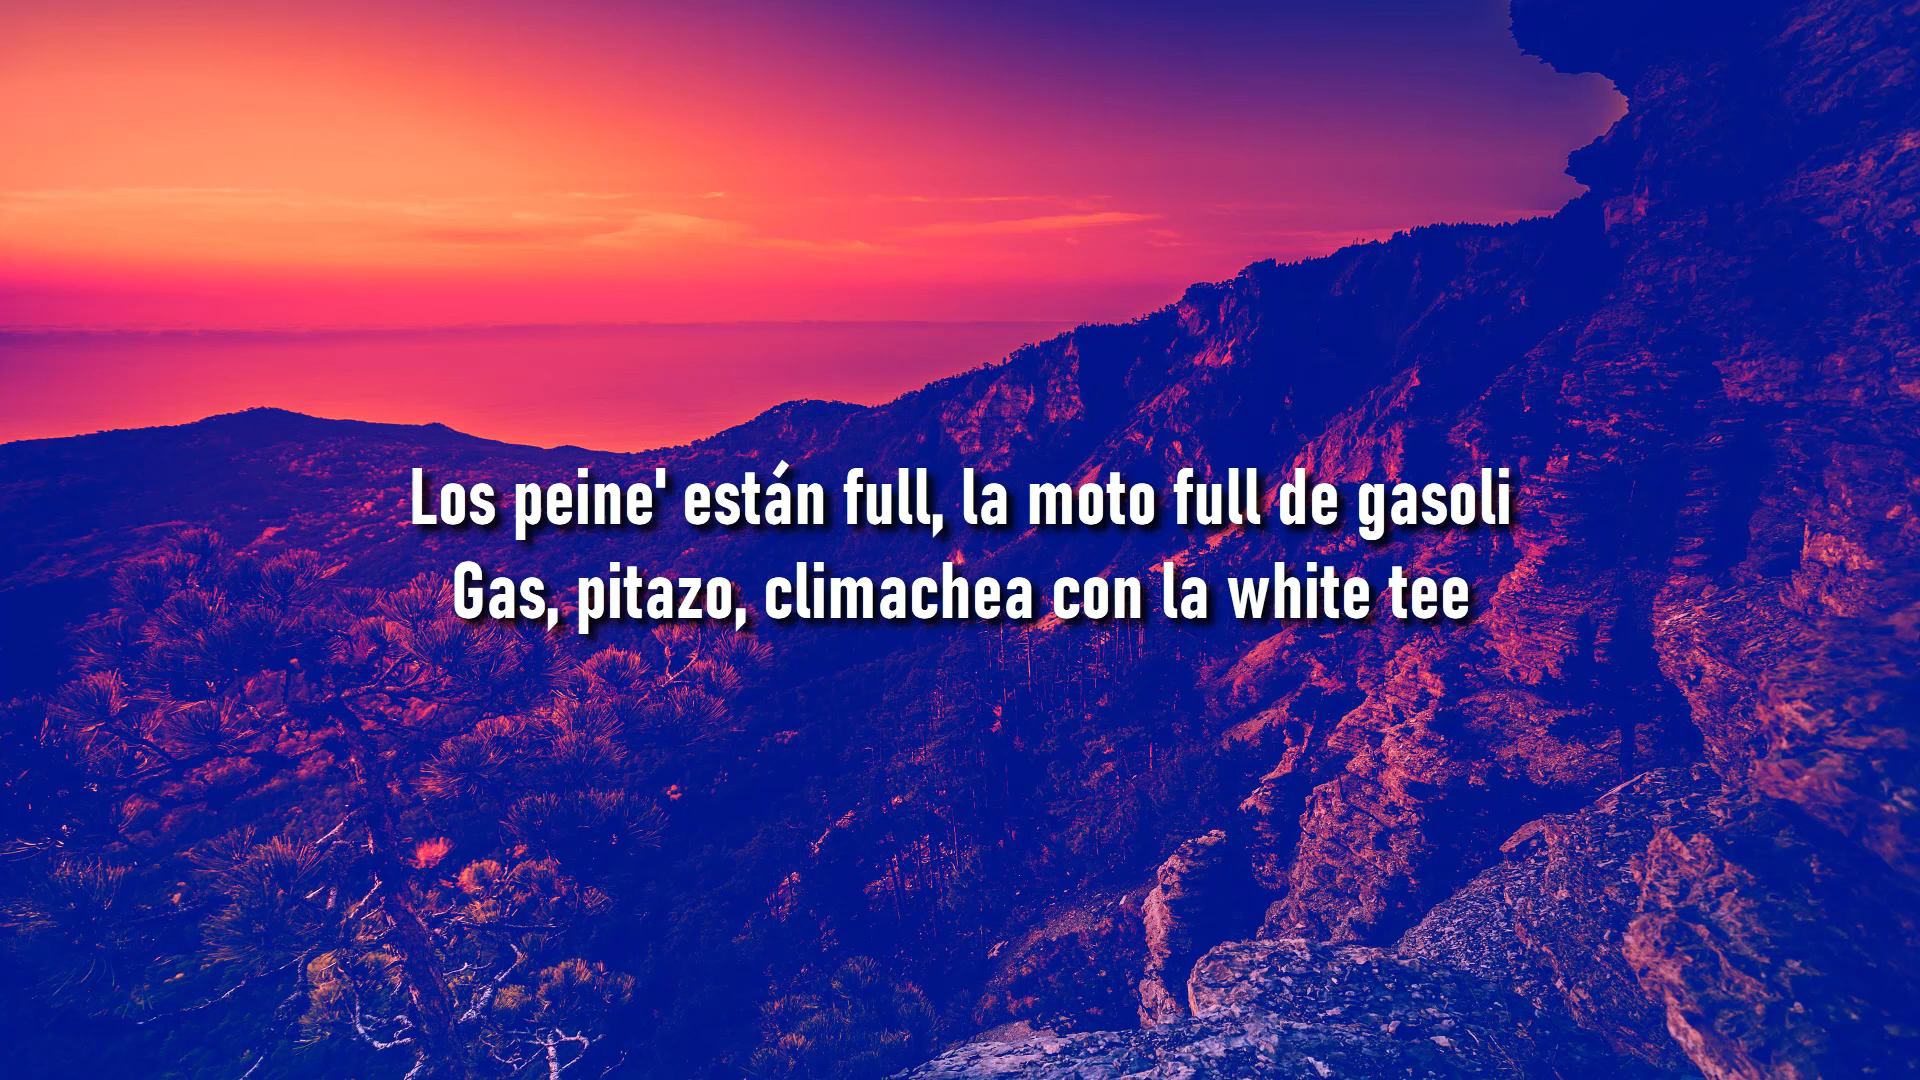 Los peine' están full, la moto full de gasoli
Gas, pitazo, climachea con la white tee